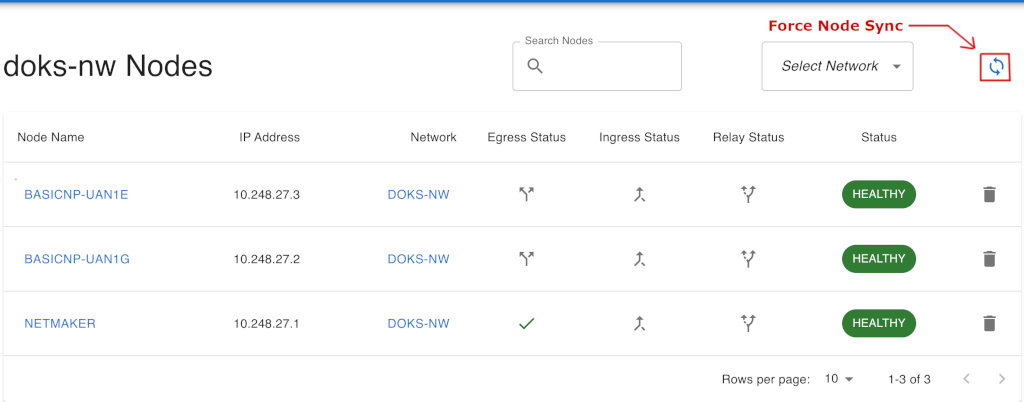 Force Node Sync
Search Nodes
doks-nw Nodes
Select Network
Node Name IP Address Network Egress Status Ingress Status Relay Status Status
BASICNP-UAN1E 10.248.27.3 DOKS-NW HEALTHY
BASICNP-UAN1G 10.248.27.2 DOKS-NW HEALTHY
NETMAKER 10.248.27.1 DOKS-NW HEALTHY
Rows per page: 10 1-3 of 3